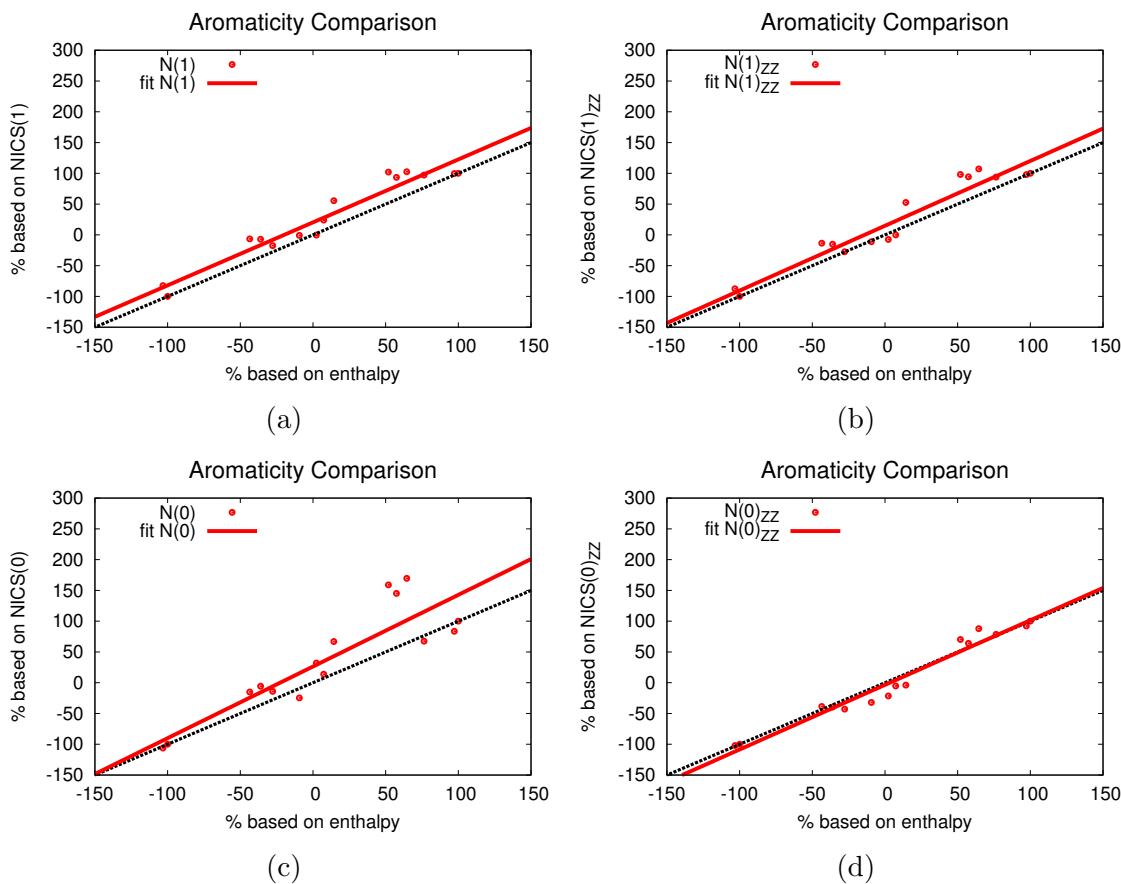 Aromaticity Comparison
300
250
200
150
100
50
0
-50
-100
-150
% based on NICS(1)
N(1)
fit N(1)
-150 -100 -50 0 50 100 150
% based on enthalpy
(a)
Aromaticity Comparison
300
250
200
150
100
50
0
-50
-100
-150
% based on NICS(1)ZZ
N(1)ZZ
fit N(1)ZZ
-150 -100 -50 0 50 100 150
% based on enthalpy
(b)
Aromaticity Comparison
300
250
200
150
100
50
0
-50
-100
-150
% based on NICS(0)
N(0)
fit N(0)
-150 -100 -50 0 50 100 150
% based on enthalpy
(c)
Aromaticity Comparison
300
250
200
150
100
50
0
-50
-100
-150
% based on NICS(0)ZZ
N(0)ZZ
fit N(0)ZZ
-150 -100 -50 0 50 100 150
% based on enthalpy
(d)